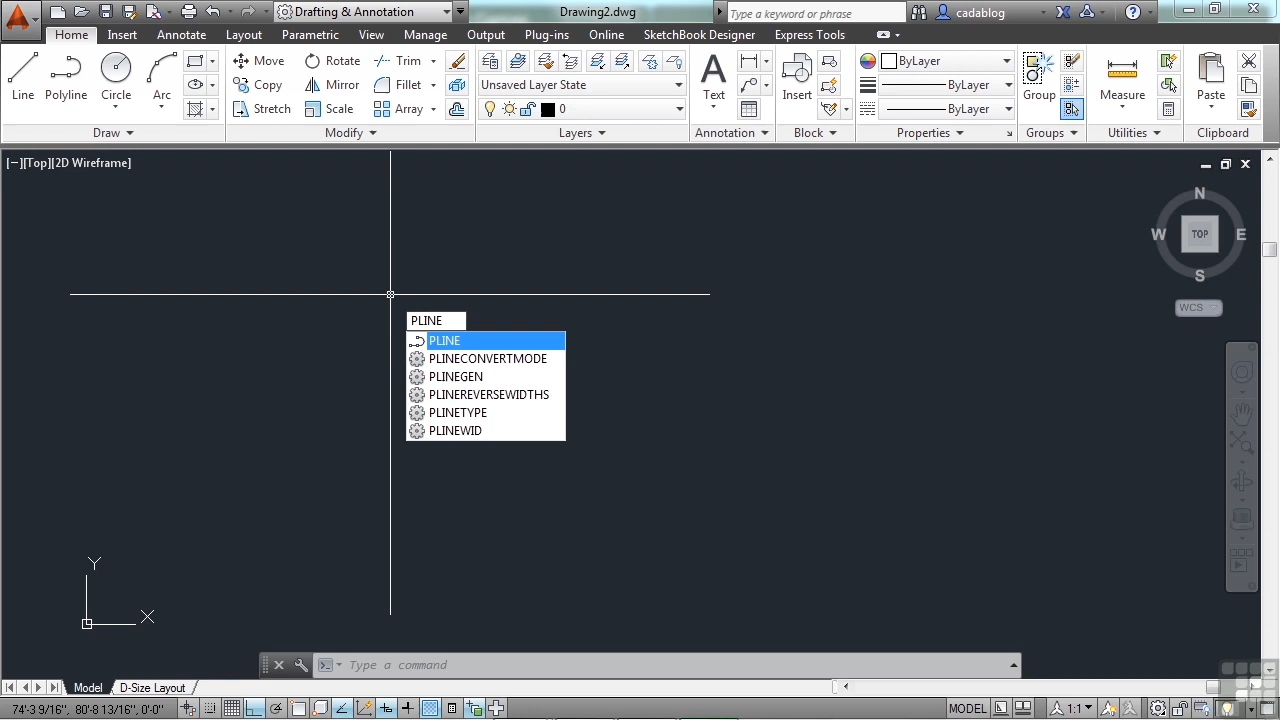 Drafting & Annotation
Drawing2.dwg
Type a keyword or phrase
cadablog
Home Insert Annotate Layout Parametric View Manage Output Plug-ins Online SketchBook Designer Express Tools
Line Polyline Circle Arc
Draw
Move Rotate Trim
Copy Mirror Fillet
Stretch Scale Array
Modify
Unsaved Layer State
0
Layers
Text
Annotation
Insert
Block
ByLayer
ByLayer
ByLayer
Properties
Group
Groups
Measure
Utilities
Paste
Clipboard
[−][Top][2D Wireframe]
N
W TOP E
S
WCS
PLINE
PLINE
PLINECONVERTMODE
PLINEGEN
PLINEREVERSEWIDTHS
PLINETYPE
PLINEWID
Y
X
Type a command
Model D-Size Layout
74'-3 9/16", 80'-8 13/16", 0'-0"
MODEL
1:1